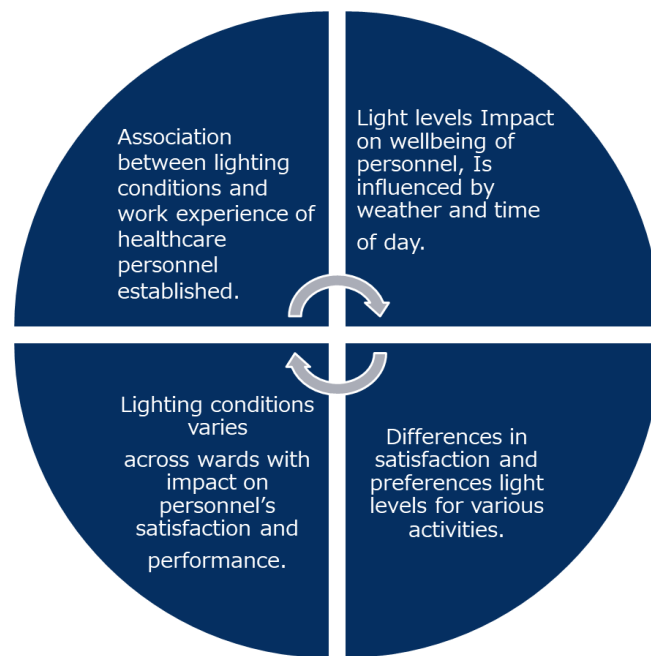 Association
between lighting
conditions and
work experience of
healthcare
personnel
established.
Light levels Impact
on wellbeing of
personnel, Is
influenced by
weather and time
of day.
Lighting conditions
varies
across wards with
impact on
personnel’s
satisfaction and
performance.
Differences in
satisfaction and
preferences light
levels for various
activities.